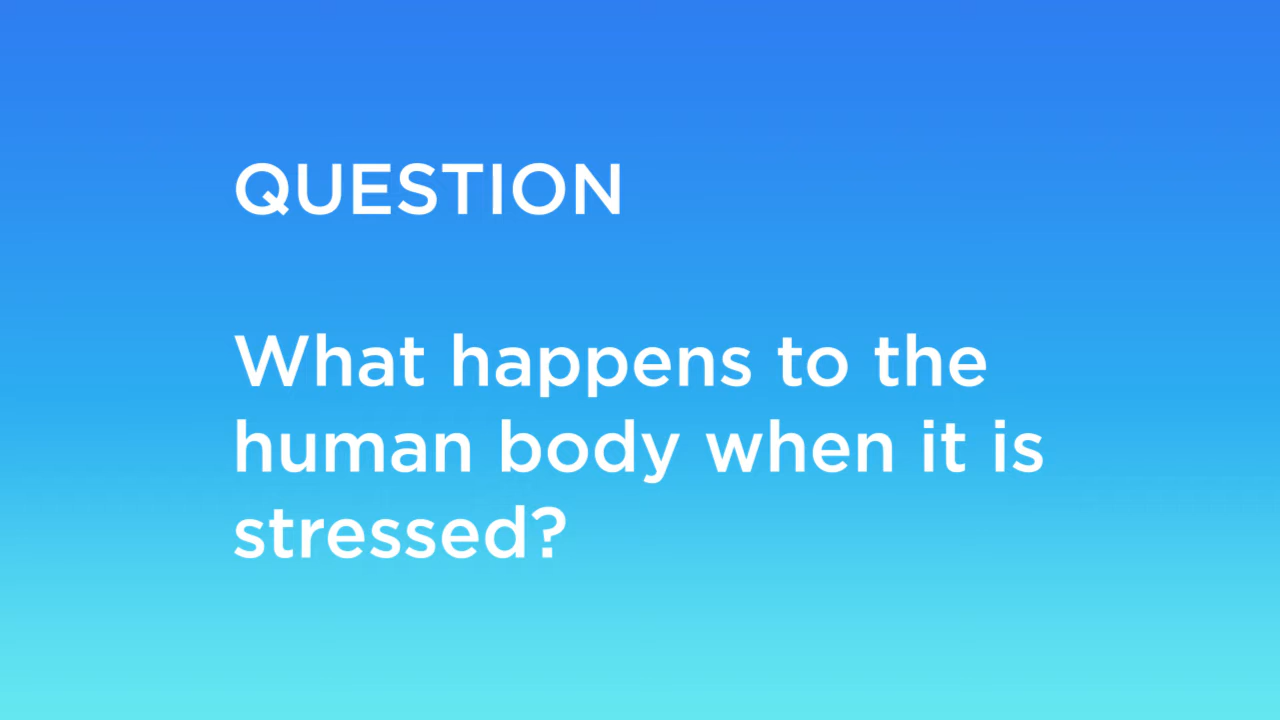 QUESTION
What happens to the
human body when it is
stressed?